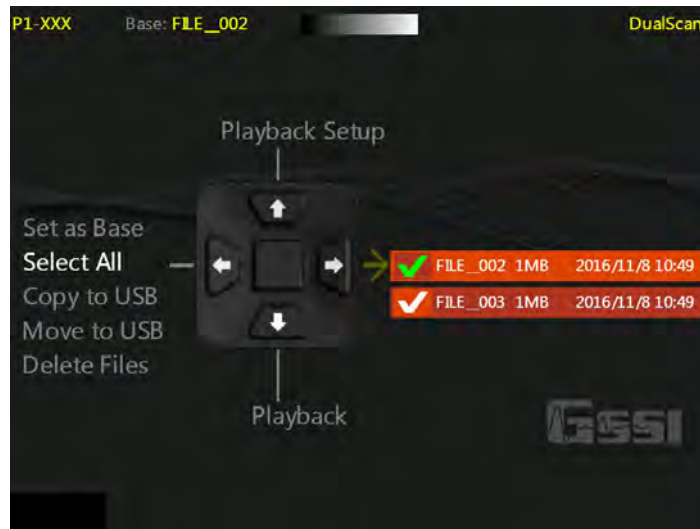 P1-XXX Base: FILE__002 DualScan
Playback Setup
Set as Base
Select All
Copy to USB
Move to USB
Delete Files
FILE__002 1MB 2016/11/8 10:49
FILE__003 1MB 2016/11/8 10:49
Playback
GSSI